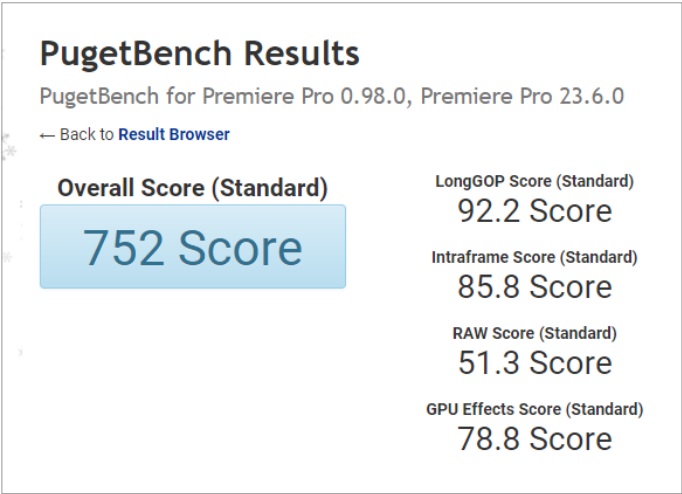 PugetBench Results
PugetBench for Premiere Pro 0.98.0, Premiere Pro 23.6.0
← Back to Result Browser
Overall Score (Standard)
752 Score
LongGOP Score (Standard)
92.2 Score
Intraframe Score (Standard)
85.8 Score
RAW Score (Standard)
51.3 Score
GPU Effects Score (Standard)
78.8 Score